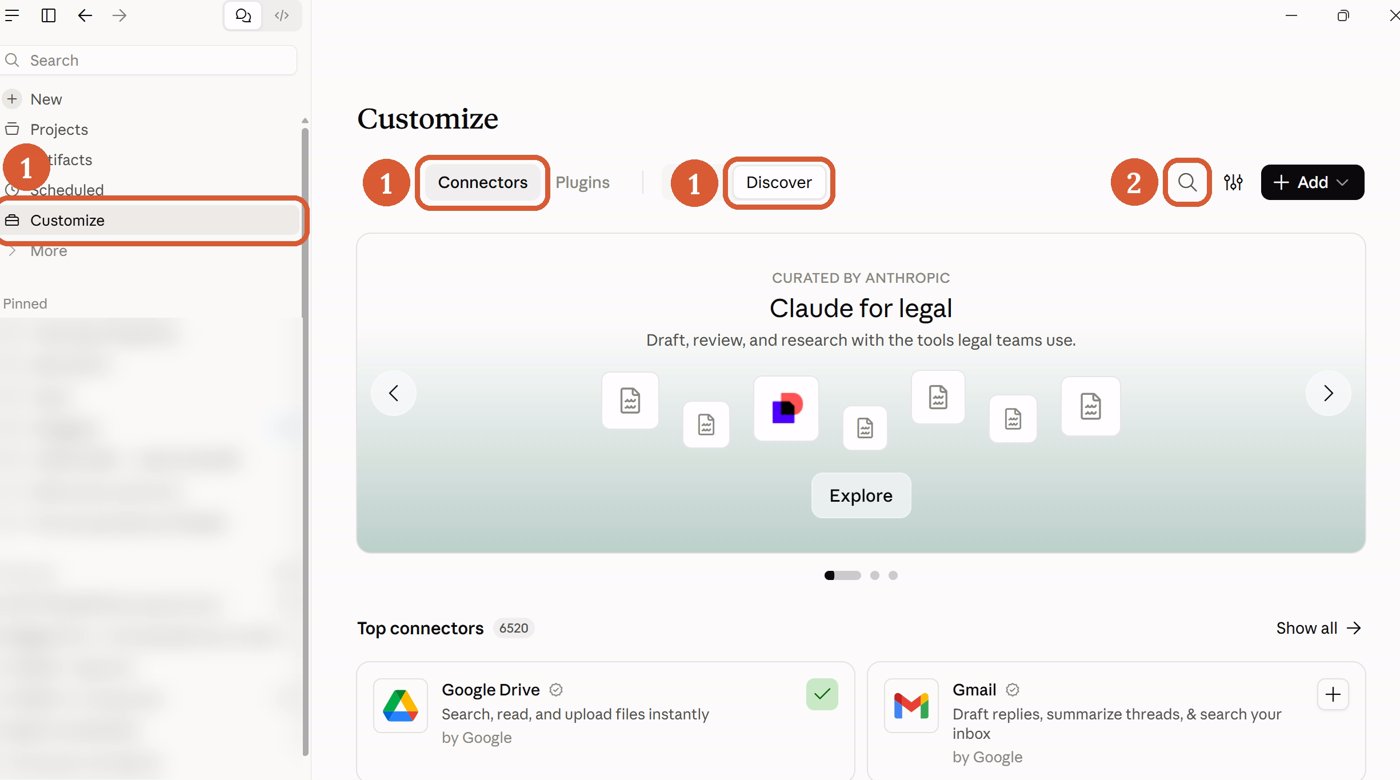 Search
New
Projects
tifacts
Scheduled
Customize
More
Pinned
1
Customize
1
Connectors
Plugins
1
Discover
2
Add
CURATED BY ANTHROPIC
Claude for legal
Draft, review, and research with the tools legal teams use.
Explore
Top connectors 6520
Show all
Google Drive
Search, read, and upload files instantly
by Google
Gmail
Draft replies, summarize threads, & search your
inbox
by Google